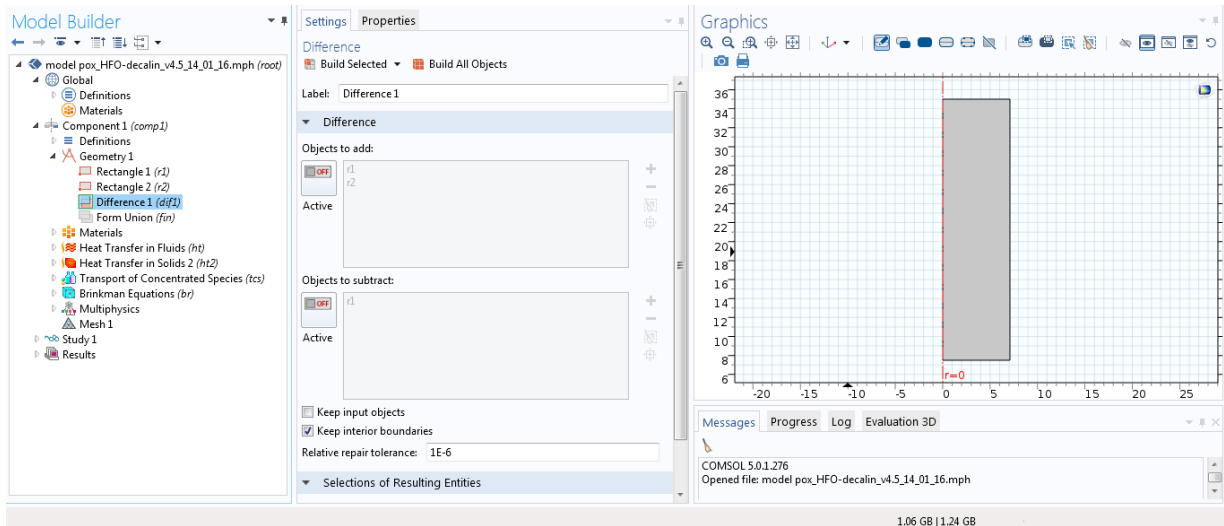 Model Builder
model pox_HFO-decalin_v4.5_14_01_16.mph (root)
Global
Definitions
Materials
Component 1 (comp1)
Definitions
Geometry 1
Rectangle 1 (r1)
Rectangle 2 (r2)
Difference 1 (dif1)
Form Union (fin)
Materials
Heat Transfer in Fluids (ht)
Heat Transfer in Solids 2 (ht2)
Transport of Concentrated Species (tcs)
Brinkman Equations (br)
Multiphysics
Mesh 1
Study 1
Results
Settings Properties
Difference
Build Selected Build All Objects
Label: Difference 1
Difference
Objects to add:
OFF
Active
r1
r2
Objects to subtract:
OFF
Active
r1
Keep input objects
Keep interior boundaries
Relative repair tolerance: 1E-6
Selections of Resulting Entities
Graphics
36
34
32
30
28
26
24
22
20
18
16
14
12
10
8
6
r=0
-20 -15 -10 -5 0 5 10 15 20 25
Messages Progress Log Evaluation 3D
COMSOL 5.0.1.276
Opened file: model pox_HFO-decalin_v4.5_14_01_16.mph
1.06 GB | 1.24 GB